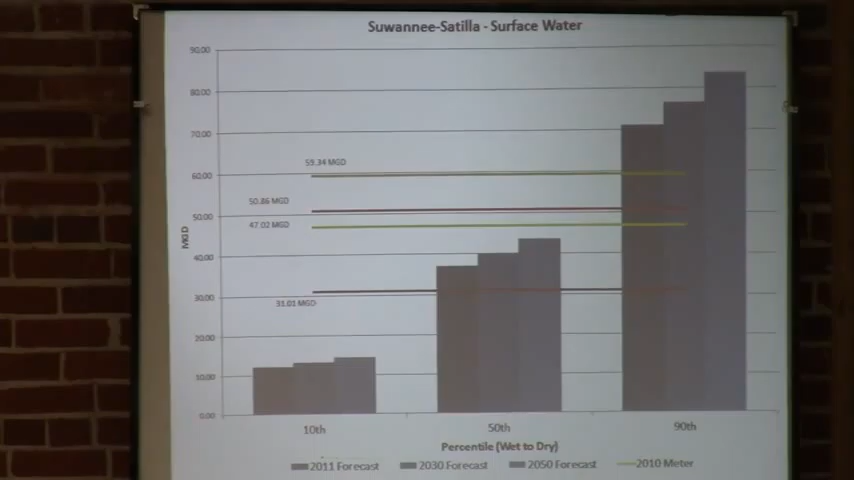 Suwannee-Satilla - Surface Water
90.00
80.00
70.00
60.00
50.00
40.00
30.00
20.00
10.00
0.00
MGD
59.34 MGD
50.86 MGD
47.02 MGD
31.01 MGD
10th 50th 90th
Percentile (Wet to Dry)
2011 Forecast 2030 Forecast 2050 Forecast 2010 Meter